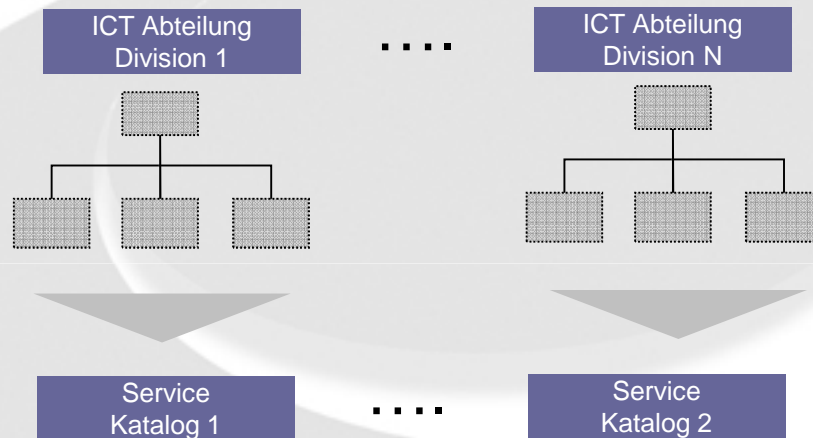 ICT Abteilung
Division 1
....
ICT Abteilung
Division N
Service
Katalog 1
....
Service
Katalog 2